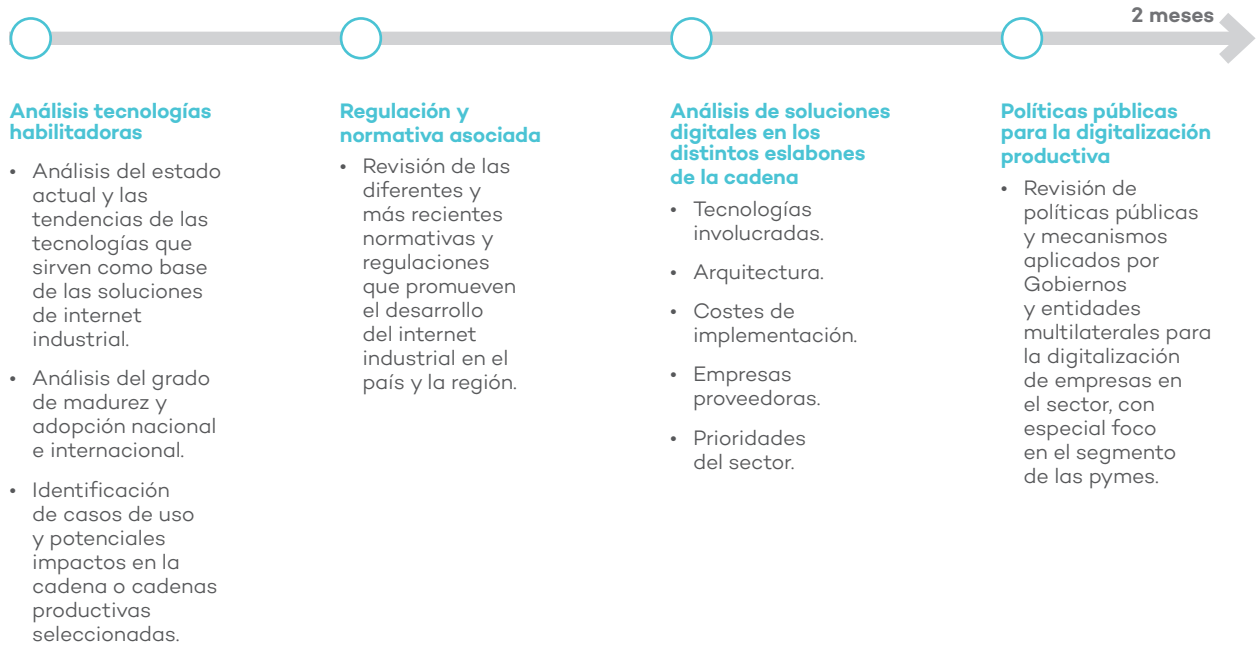 2 meses
Análisis tecnologías
habilitadoras
• Análisis del estado
actual y las
tendencias de las
tecnologías que
sirven como base
de las soluciones
de internet
industrial.
• Análisis del grado
de madurez y
adopción nacional
e internacional.
• Identificación
de casos de uso
y potenciales
impactos en la
cadena o cadenas
productivas
seleccionadas.
Regulación y
normativa asociada
• Revisión de las
diferentes y
más recientes
normativas y
regulaciones
que promueven
el desarrollo
del internet
industrial en el
país y la región.
Análisis de soluciones
digitales en los
distintos eslabones
de la cadena
• Tecnologías
involucradas.
• Arquitectura.
• Costes de
implementación.
• Empresas
proveedoras.
• Prioridades
del sector.
Políticas públicas
para la digitalización
productiva
• Revisión de
políticas públicas
y mecanismos
aplicados por
Gobiernos
y entidades
multilaterales para
la digitalización
de empresas en
el sector, con
especial foco
en el segmento
de las pymes.